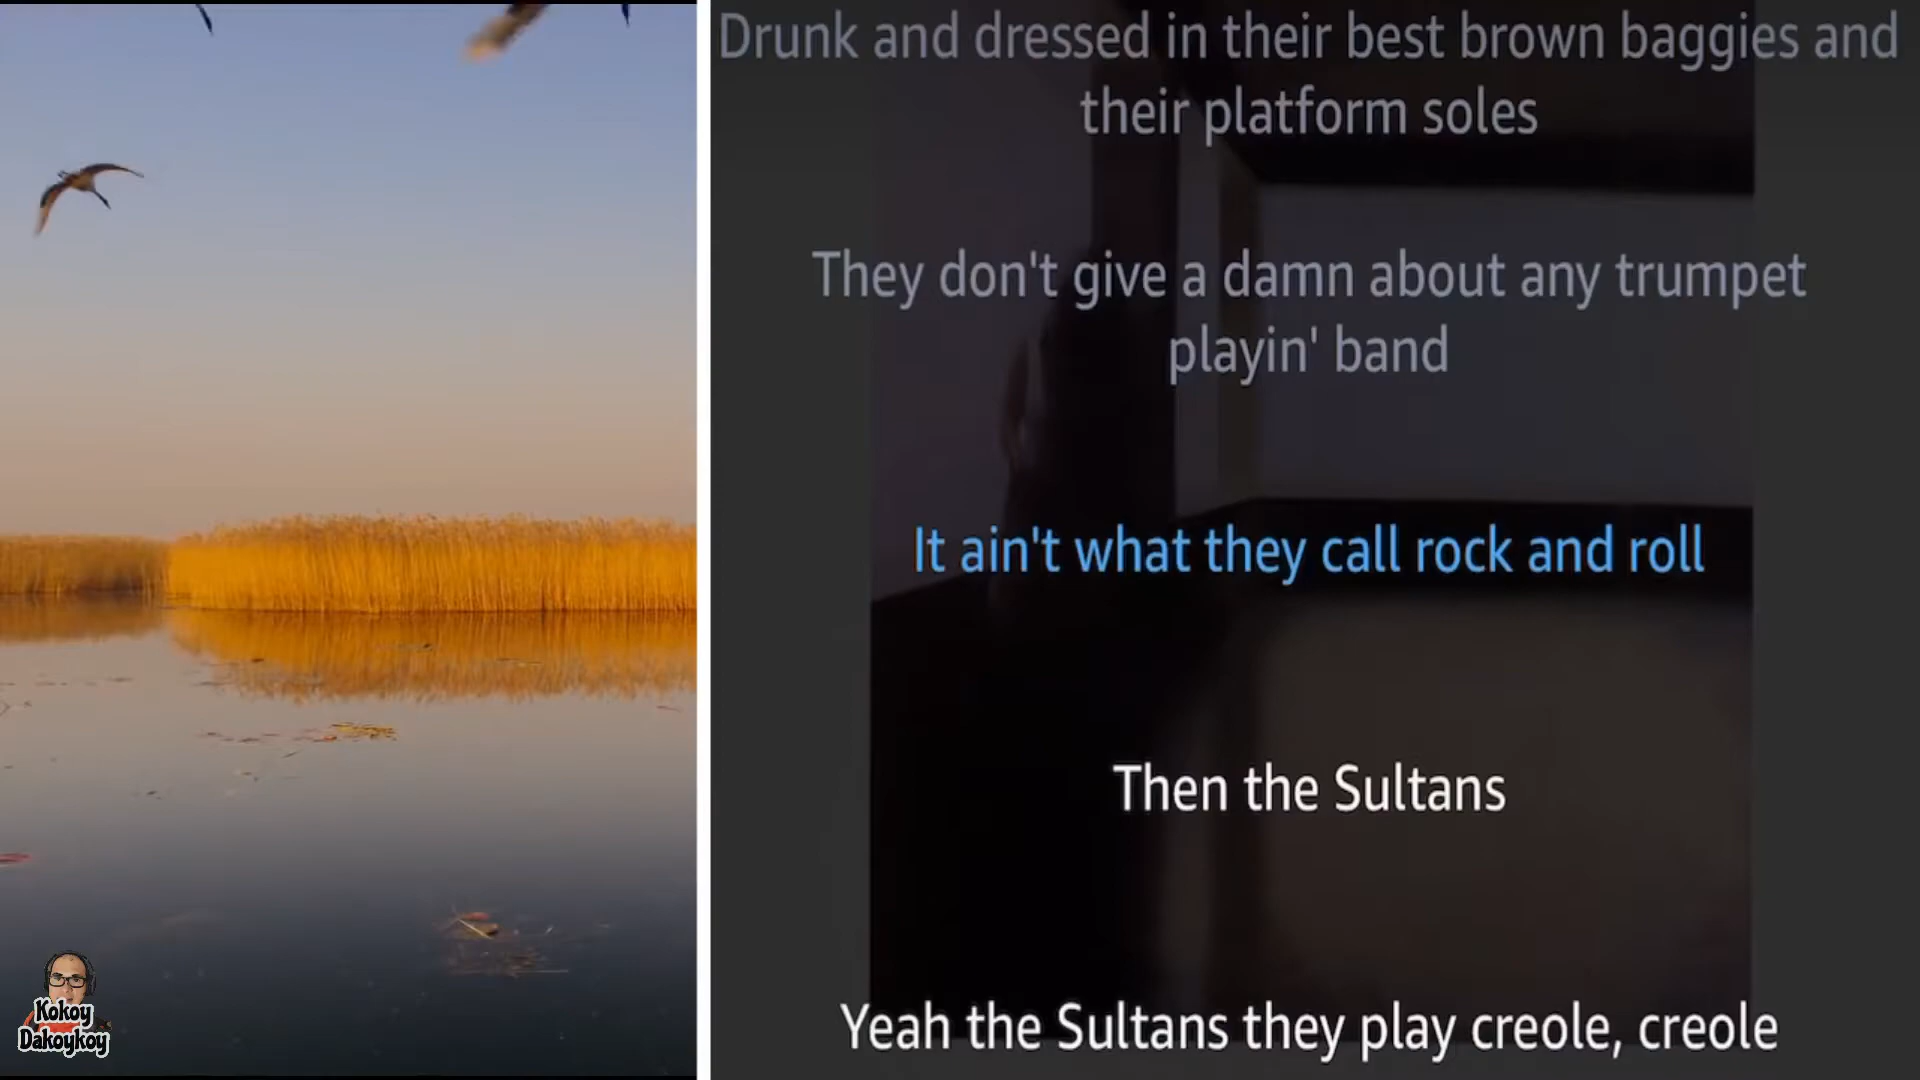 Drunk and dressed in their best brown baggies and
their platform soles
They don't give a damn about any trumpet
playin' band
It ain't what they call rock and roll
Then the Sultans
Yeah the Sultans they play creole, creole
Kokoy
Dakoykoy